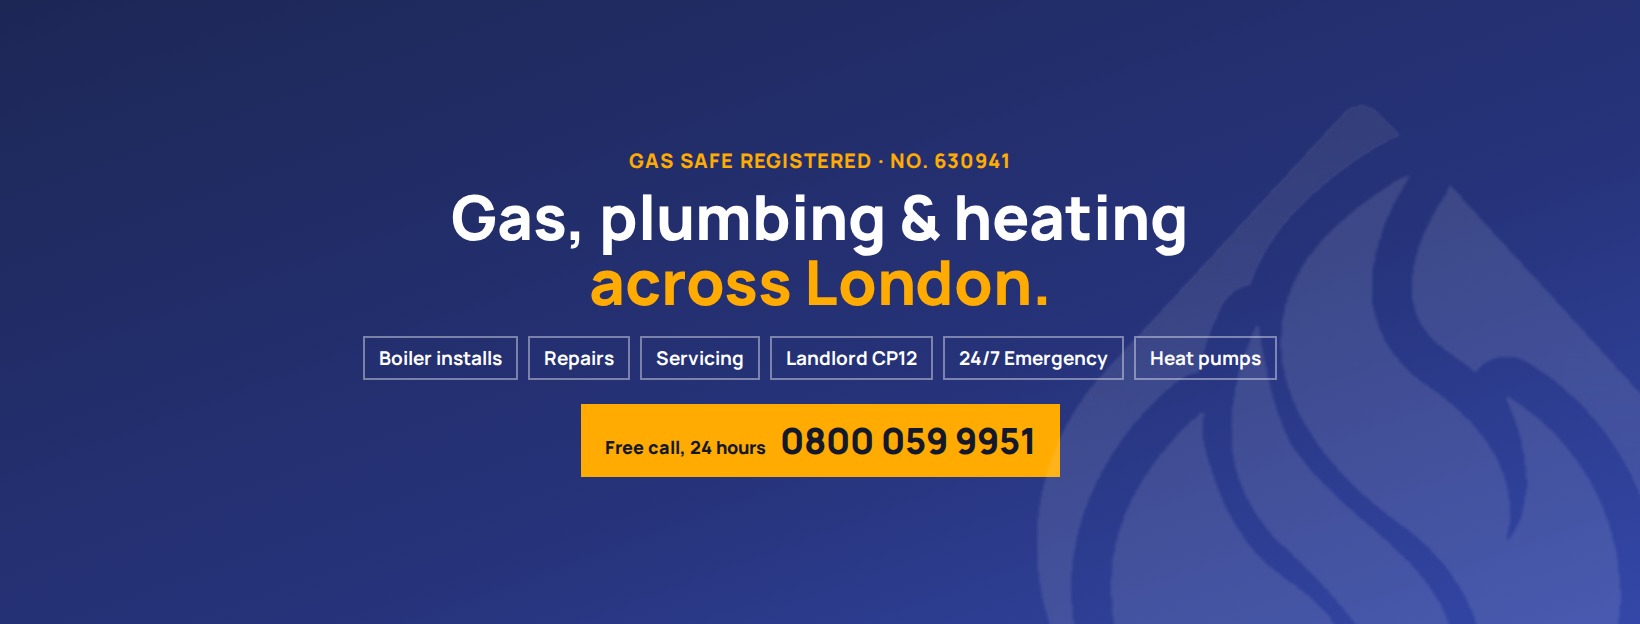 GAS SAFE REGISTERED · NO. 630941
Gas, plumbing & heating
across London.
Boiler installs Repairs Servicing Landlord CP12 24/7 Emergency Heat pumps
Free call, 24 hours 0800 059 9951